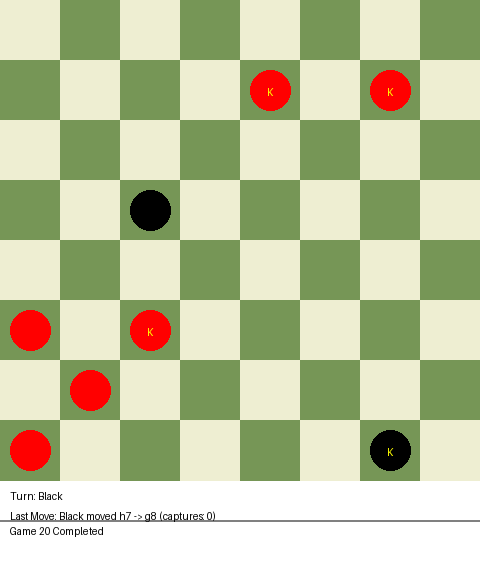 K K
K
K
Turn: Black
Last Move: Black moved h7 -> g8 (captures: 0)
Game 20 Completed